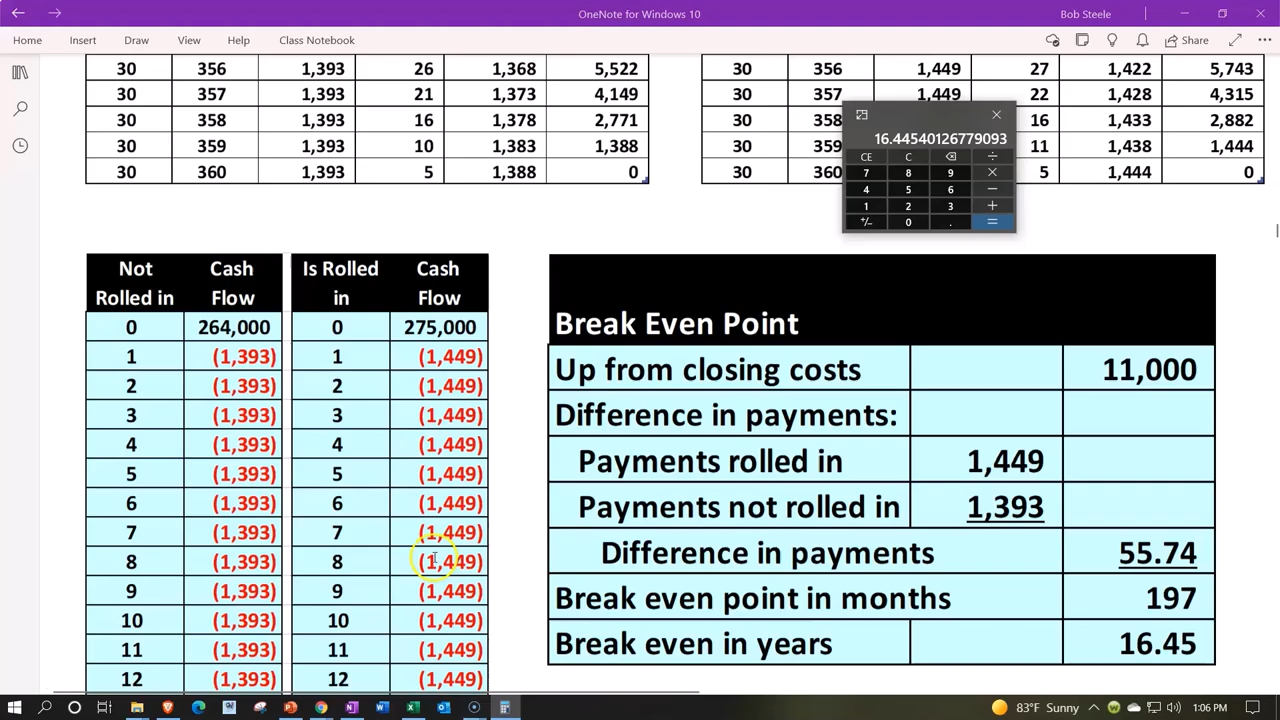 OneNote for Windows 10
Bob Steele
Home Insert Draw View Help Class Notebook
Share
30 356 1,393 26 1,368 5,522
30 357 1,393 21 1,373 4,149
30 358 1,393 16 1,378 2,771
30 359 1,393 10 1,383 1,388
30 360 1,393 5 1,388 0
30 356 1,449 27 1,422 5,743
30 357 1,449 22 1,428 4,315
30 358 16 1,433 2,882
30 359 11 1,438 1,444
30 360 5 1,444 0
16.44540126779093
CE C ÷
7 8 9 ×
4 5 6 −
1 2 3 +
+/− 0 . =
Not Cash Is Rolled Cash
Rolled in Flow in Flow
0 264,000 0 275,000
1 (1,393) 1 (1,449)
2 (1,393) 2 (1,449)
3 (1,393) 3 (1,449)
4 (1,393) 4 (1,449)
5 (1,393) 5 (1,449)
6 (1,393) 6 (1,449)
7 (1,393) 7 (1,449)
8 (1,393) 8 (1,449)
9 (1,393) 9 (1,449)
10 (1,393) 10 (1,449)
11 (1,393) 11 (1,449)
12 (1,393) 12 (1,449)
Break Even Point
Up from closing costs 11,000
Difference in payments:
Payments rolled in 1,449
Payments not rolled in 1,393
Difference in payments 55.74
Break even point in months 197
Break even in years 16.45
83°F Sunny 1:06 PM